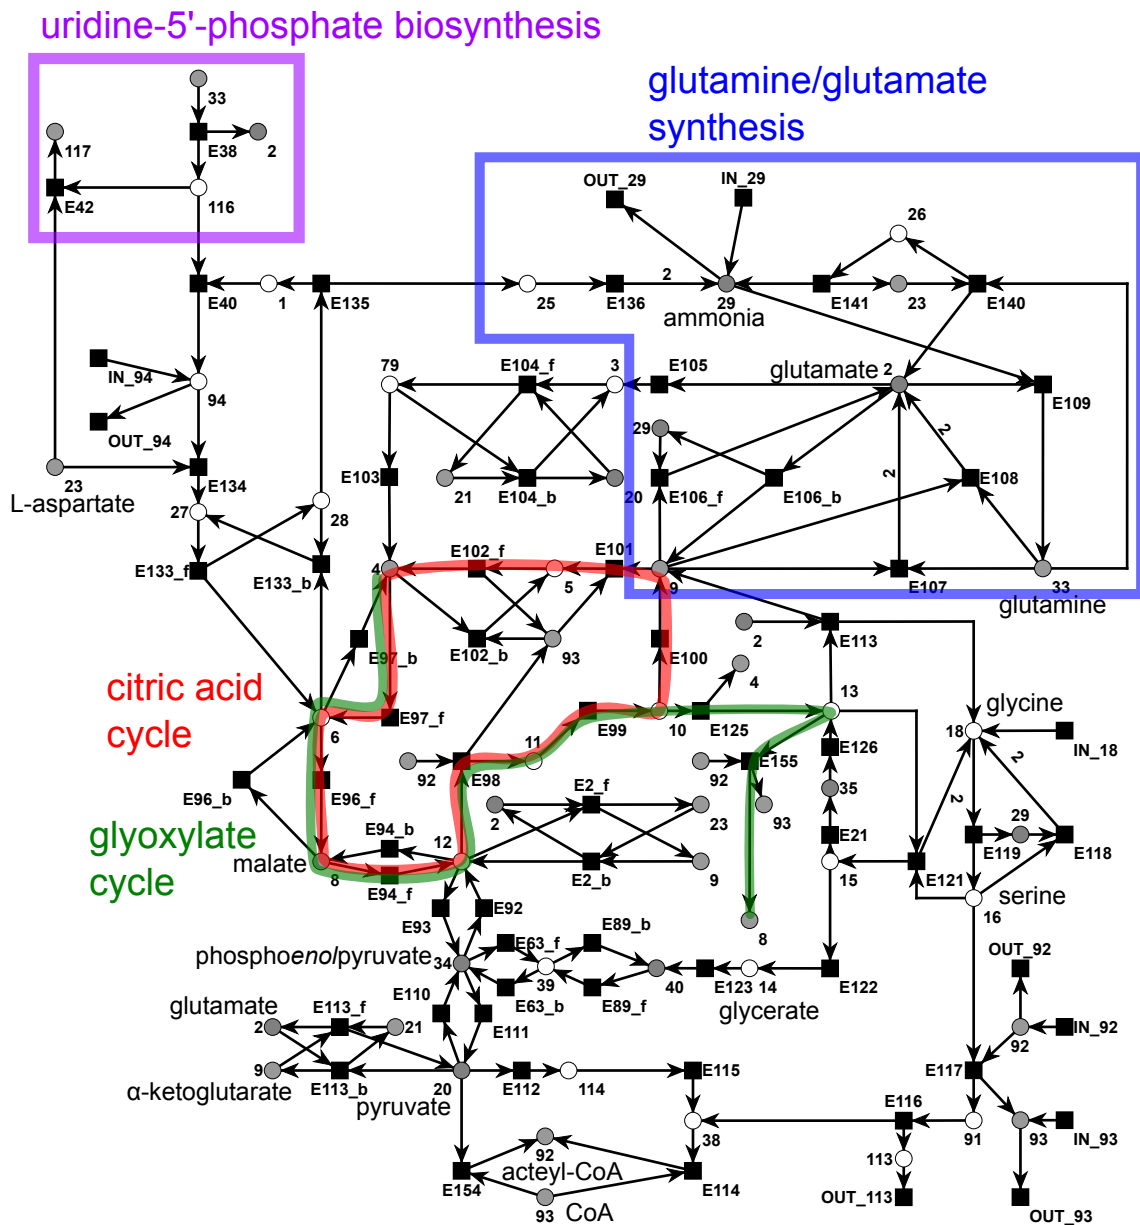 uridine-5'-phosphate biosynthesis
glutamine/glutamate
synthesis
33
117
E38
2
E42
116
OUT_29
IN_29
26
E40
1
E135
25
E136
2
29
ammonia
E141
23
E140
IN_94
94
OUT_94
79
E104_f
3
E105
glutamate
2
E109
29
2
23
L-aspartate
E134
27
28
E103
21
E104_b
20
E106_f
E106_b
2
E108
E133_f
E133_b
4
E102_f
5
E101
9
E107
33
glutamine
E97_b
E102_b
93
E100
2
E113
4
citric acid
cycle
6
E97_f
92
E98
11
E99
10
E125
13
glycine
18
IN_18
E96_b
E96_f
92
E155
E126
2
2
glyoxylate
cycle
malate
8
E94_b
E94_f
12
2
E2_f
23
93
35
29
E21
E119
E118
E2_b
9
15
E121
serine
16
E93
E92
8
phosphoenolpyruvate
34
E63_f
E89_b
39
E63_b
E89_f
40
E123
14
glycerate
E122
OUT_92
glutamate
E113_f
E110
E111
2
21
92
IN_92
9
α-ketoglutarate
E113_b
20
pyruvate
E112
114
E115
E117
E116
38
91
93
IN_93
113
92
acteyl-CoA
E154
93
CoA
E114
OUT_113
OUT_93